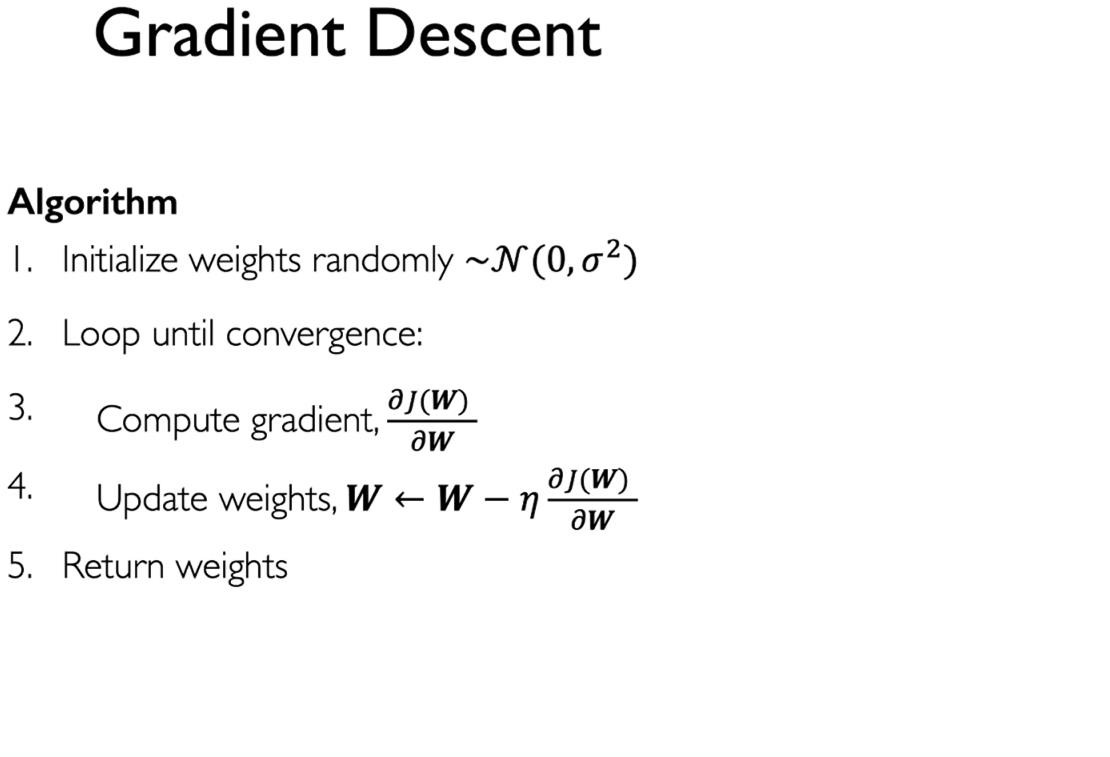 Gradient Descent
Algorithm
1. Initialize weights randomly ~𝒩(0, σ²)
2. Loop until convergence:
3. Compute gradient, ∂J(W)/∂W
4. Update weights, W ← W − η ∂J(W)/∂W
5. Return weights